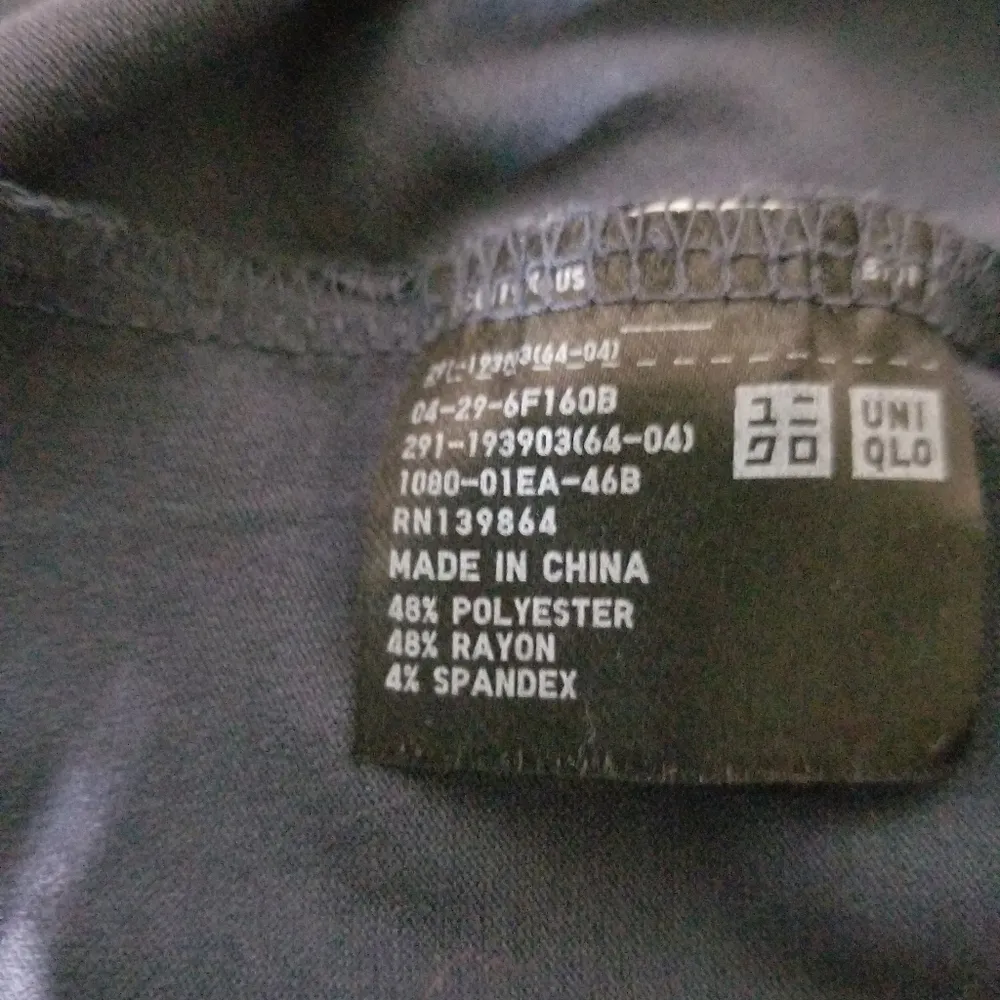 US
04-29-6F160B
291-193903(64-04)
1080-01EA-46B
RN139864
MADE IN CHINA
48% POLYESTER
48% RAYON
4% SPANDEX
ユニ
クロ
UNI
QLO